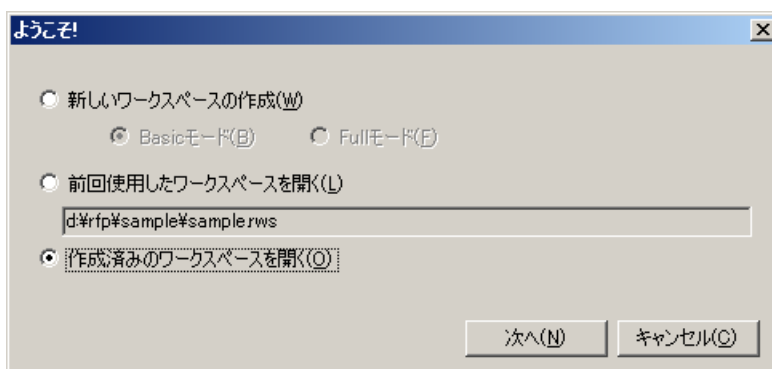 ようこそ!
新しいワークスペースの作成(W)
Basicモード(B) Fullモード(F)
前回使用したワークスペースを開く(L)
d:¥rfp¥sample¥sample.rws
作成済みのワークスペースを開く(O)
次へ(N) キャンセル(C)